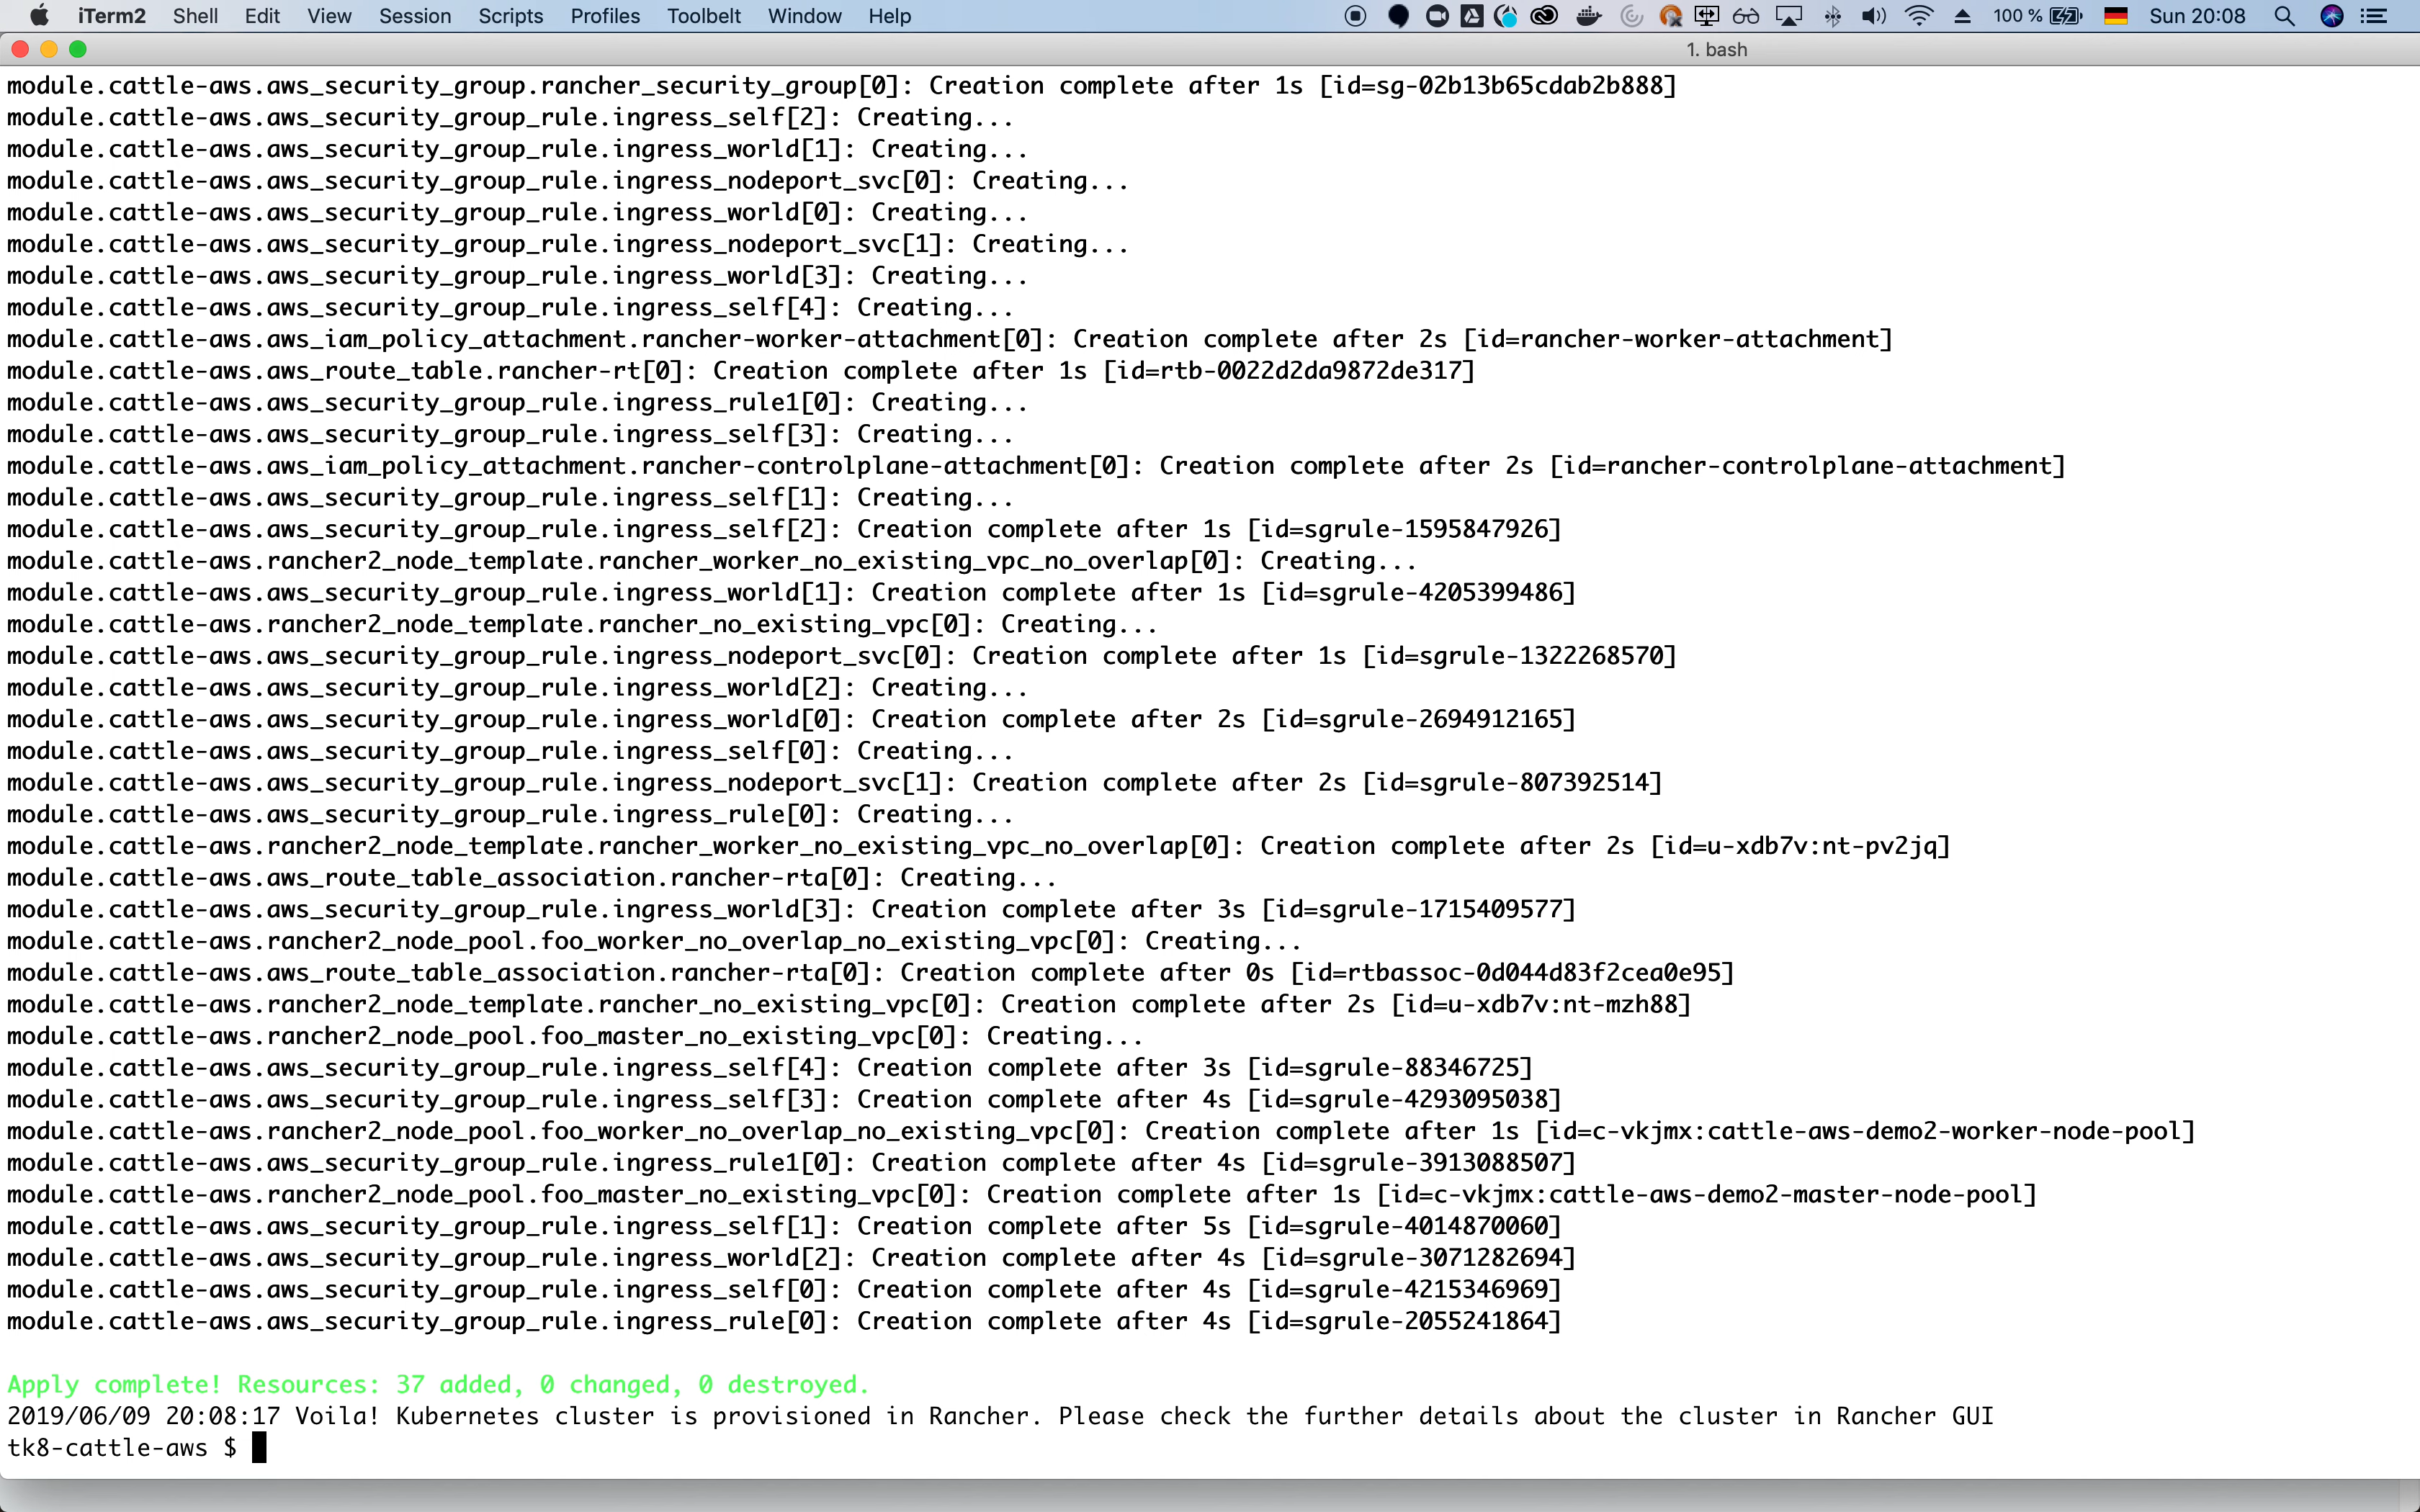 iTerm2 Shell Edit View Session Scripts Profiles Toolbelt Window Help 100 % Sun 20:08
1. bash
module.cattle-aws.aws_security_group.rancher_security_group[0]: Creation complete after 1s [id=sg-02b13b65cdab2b888]
module.cattle-aws.aws_security_group_rule.ingress_self[2]: Creating...
module.cattle-aws.aws_security_group_rule.ingress_world[1]: Creating...
module.cattle-aws.aws_security_group_rule.ingress_nodeport_svc[0]: Creating...
module.cattle-aws.aws_security_group_rule.ingress_world[0]: Creating...
module.cattle-aws.aws_security_group_rule.ingress_nodeport_svc[1]: Creating...
module.cattle-aws.aws_security_group_rule.ingress_world[3]: Creating...
module.cattle-aws.aws_security_group_rule.ingress_self[4]: Creating...
module.cattle-aws.aws_iam_policy_attachment.rancher-worker-attachment[0]: Creation complete after 2s [id=rancher-worker-attachment]
module.cattle-aws.aws_route_table.rancher-rt[0]: Creation complete after 1s [id=rtb-0022d2da9872de317]
module.cattle-aws.aws_security_group_rule.ingress_rule1[0]: Creating...
module.cattle-aws.aws_security_group_rule.ingress_self[3]: Creating...
module.cattle-aws.aws_iam_policy_attachment.rancher-controlplane-attachment[0]: Creation complete after 2s [id=rancher-controlplane-attachment]
module.cattle-aws.aws_security_group_rule.ingress_self[1]: Creating...
module.cattle-aws.aws_security_group_rule.ingress_self[2]: Creation complete after 1s [id=sgrule-1595847926]
module.cattle-aws.rancher2_node_template.rancher_worker_no_existing_vpc_no_overlap[0]: Creating...
module.cattle-aws.aws_security_group_rule.ingress_world[1]: Creation complete after 1s [id=sgrule-4205399486]
module.cattle-aws.rancher2_node_template.rancher_no_existing_vpc[0]: Creating...
module.cattle-aws.aws_security_group_rule.ingress_nodeport_svc[0]: Creation complete after 1s [id=sgrule-1322268570]
module.cattle-aws.aws_security_group_rule.ingress_world[2]: Creating...
module.cattle-aws.aws_security_group_rule.ingress_world[0]: Creation complete after 2s [id=sgrule-2694912165]
module.cattle-aws.aws_security_group_rule.ingress_self[0]: Creating...
module.cattle-aws.aws_security_group_rule.ingress_nodeport_svc[1]: Creation complete after 2s [id=sgrule-807392514]
module.cattle-aws.aws_security_group_rule.ingress_rule[0]: Creating...
module.cattle-aws.rancher2_node_template.rancher_worker_no_existing_vpc_no_overlap[0]: Creation complete after 2s [id=u-xdb7v:nt-pv2jq]
module.cattle-aws.aws_route_table_association.rancher-rta[0]: Creating...
module.cattle-aws.aws_security_group_rule.ingress_world[3]: Creation complete after 3s [id=sgrule-1715409577]
module.cattle-aws.rancher2_node_pool.foo_worker_no_overlap_no_existing_vpc[0]: Creating...
module.cattle-aws.aws_route_table_association.rancher-rta[0]: Creation complete after 0s [id=rtbassoc-0d044d83f2cea0e95]
module.cattle-aws.rancher2_node_template.rancher_no_existing_vpc[0]: Creation complete after 2s [id=u-xdb7v:nt-mzh88]
module.cattle-aws.rancher2_node_pool.foo_master_no_existing_vpc[0]: Creating...
module.cattle-aws.aws_security_group_rule.ingress_self[4]: Creation complete after 3s [id=sgrule-88346725]
module.cattle-aws.aws_security_group_rule.ingress_self[3]: Creation complete after 4s [id=sgrule-4293095038]
module.cattle-aws.rancher2_node_pool.foo_worker_no_overlap_no_existing_vpc[0]: Creation complete after 1s [id=c-vkjmx:cattle-aws-demo2-worker-node-pool]
module.cattle-aws.aws_security_group_rule.ingress_rule1[0]: Creation complete after 4s [id=sgrule-3913088507]
module.cattle-aws.rancher2_node_pool.foo_master_no_existing_vpc[0]: Creation complete after 1s [id=c-vkjmx:cattle-aws-demo2-master-node-pool]
module.cattle-aws.aws_security_group_rule.ingress_self[1]: Creation complete after 5s [id=sgrule-4014870060]
module.cattle-aws.aws_security_group_rule.ingress_world[2]: Creation complete after 4s [id=sgrule-3071282694]
module.cattle-aws.aws_security_group_rule.ingress_self[0]: Creation complete after 4s [id=sgrule-4215346969]
module.cattle-aws.aws_security_group_rule.ingress_rule[0]: Creation complete after 4s [id=sgrule-2055241864]
Apply complete! Resources: 37 added, 0 changed, 0 destroyed.
2019/06/09 20:08:17 Voila! Kubernetes cluster is provisioned in Rancher. Please check the further details about the cluster in Rancher GUI
tk8-cattle-aws $